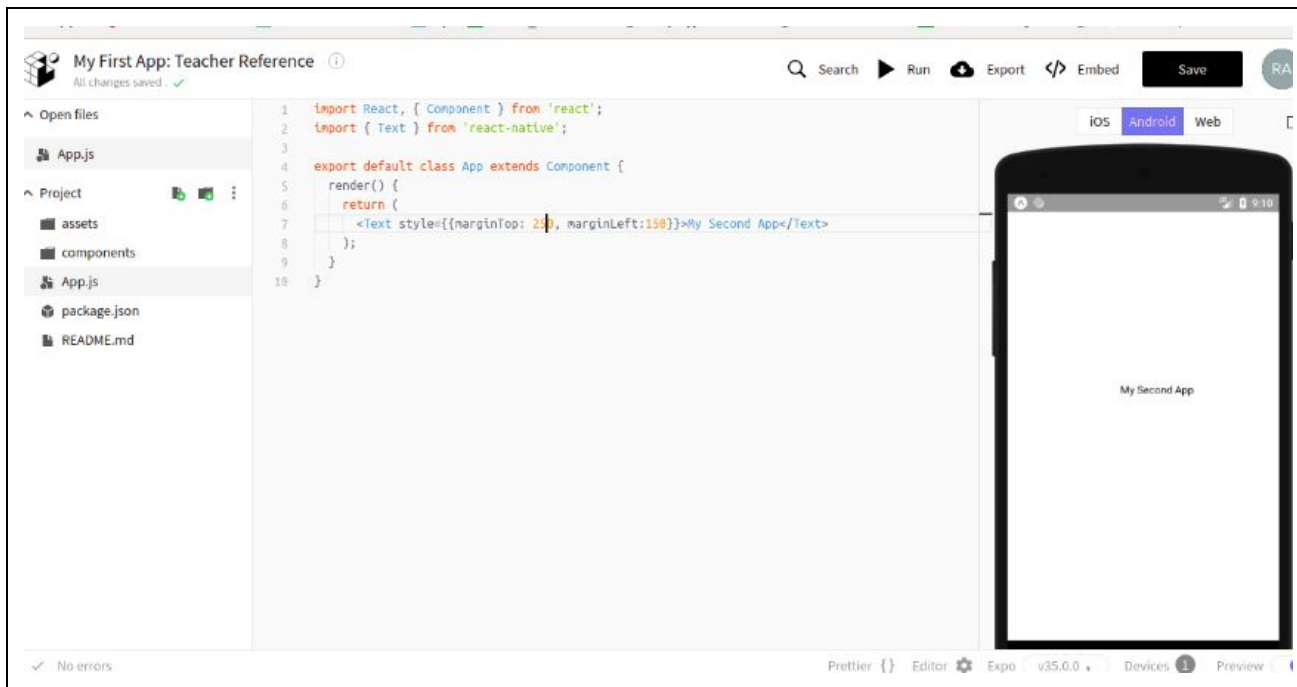 My First App: Teacher Reference
All changes saved.
Search Run Export Embed Save RA
Open files
App.js
Project
assets
components
App.js
package.json
README.md
1 import React, { Component } from 'react';
2 import { Text } from 'react-native';
3
4 export default class App extends Component {
5 render() {
6 return (
7 <Text style={{marginTop: 250, marginLeft:150}}>My Second App</Text>
8 );
9 }
10 }
iOS Android Web
9:10
My Second App
No errors
Prettier {} Editor Expo v35.0.0 Devices 1 Preview